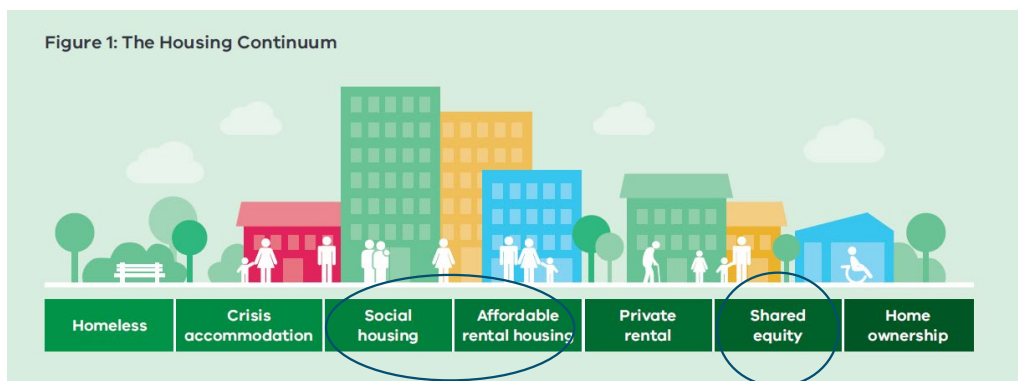 Figure 1: The Housing Continuum
Homeless
Crisis
accommodation
Social
housing
Affordable
rental housing
Private
rental
Shared
equity
Home
ownership